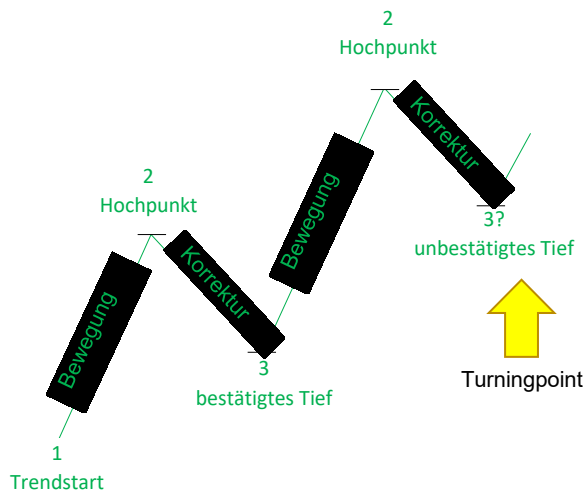 2
Hochpunkt
Korrektur
Bewegung
2
Hochpunkt
Korrektur
Bewegung
3?
unbestätigtes Tief
3
bestätigtes Tief
Turningpoint
1
Trendstart